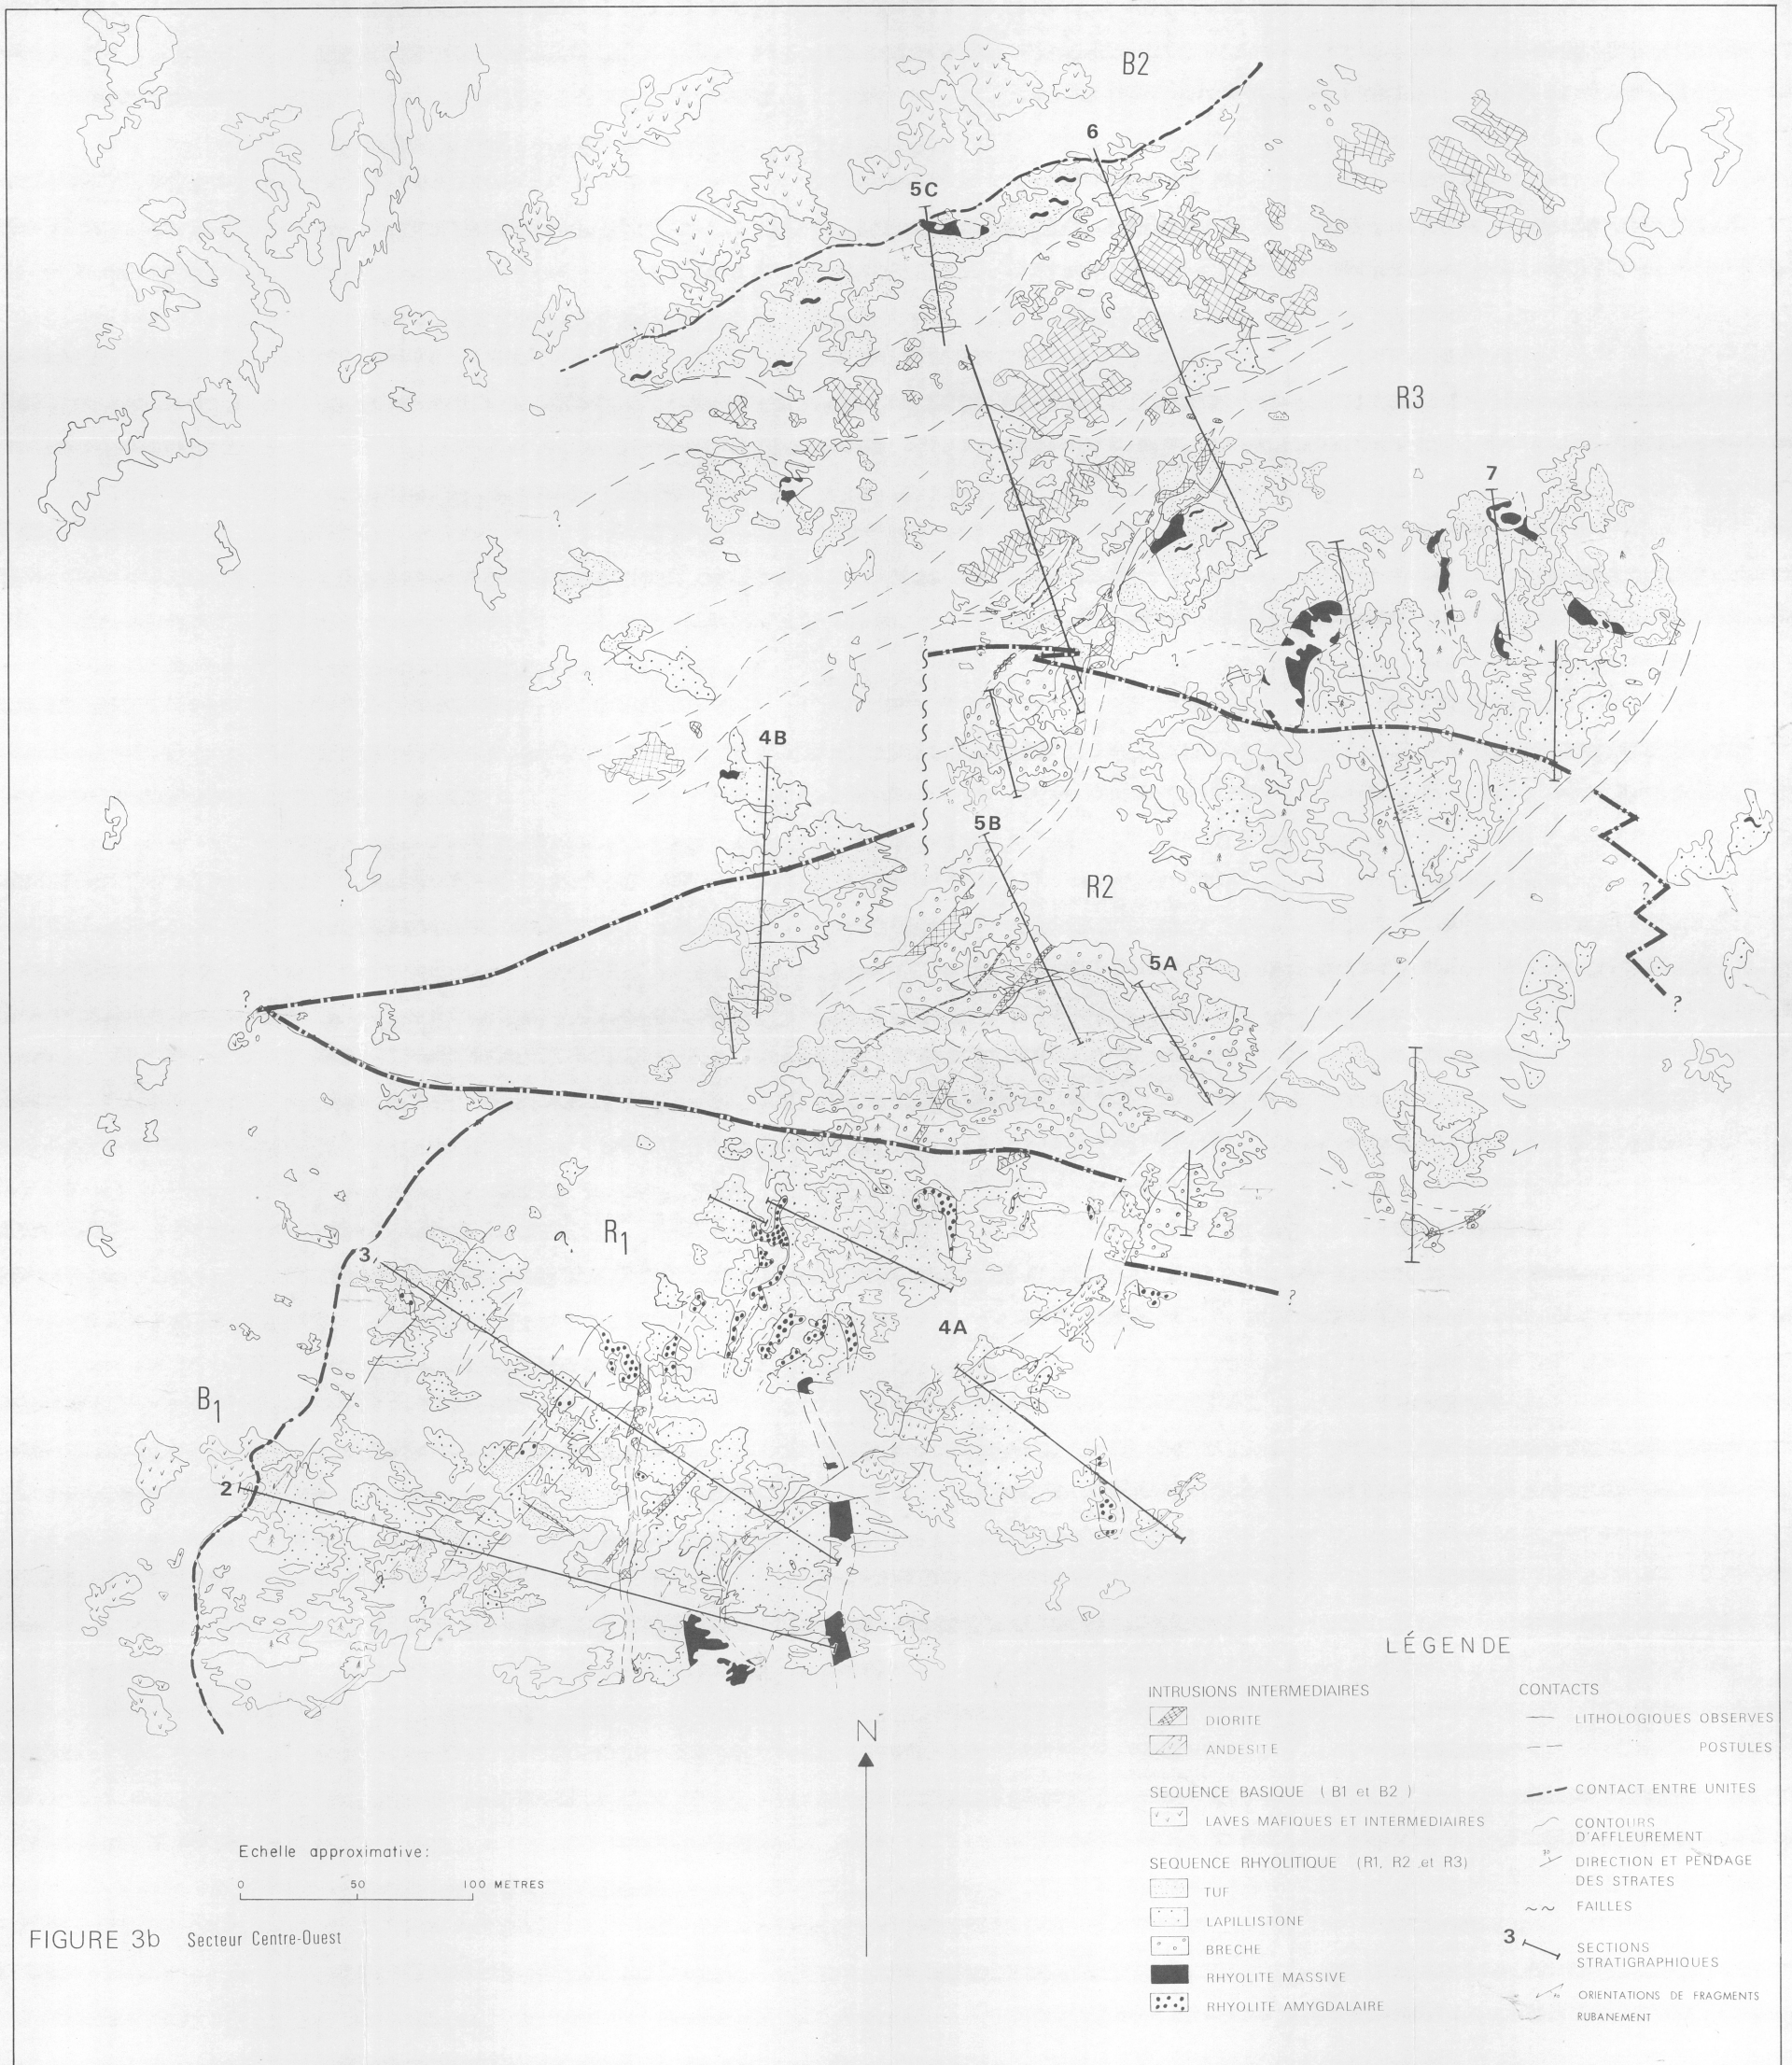 B2
6
5C
R3
7
?
?
?
?
?
4B
5B
R2
?
5A
?
?
3
a.
R1
?
4A
B1
2
?
?
LÉGENDE
INTRUSIONS INTERMEDIAIRES
DIORITE
ANDESITE
SEQUENCE BASIQUE ( B1 et B2 )
LAVES MAFIQUES ET INTERMEDIAIRES
SEQUENCE RHYOLITIQUE (R1, R2 et R3)
TUF
LAPILLISTONE
BRECHE
RHYOLITE MASSIVE
RHYOLITE AMYGDALAIRE
CONTACTS
LITHOLOGIQUES OBSERVES
POSTULES
CONTACT ENTRE UNITES
CONTOURS
D'AFFLEUREMENT
30
DIRECTION ET PENDAGE
DES STRATES
FAILLES
3
SECTIONS
STRATIGRAPHIQUES
ORIENTATIONS DE FRAGMENTS
RUBANEMENT
N
Echelle approximative:
0 50 100 METRES
FIGURE 3b Secteur Centre-Ouest